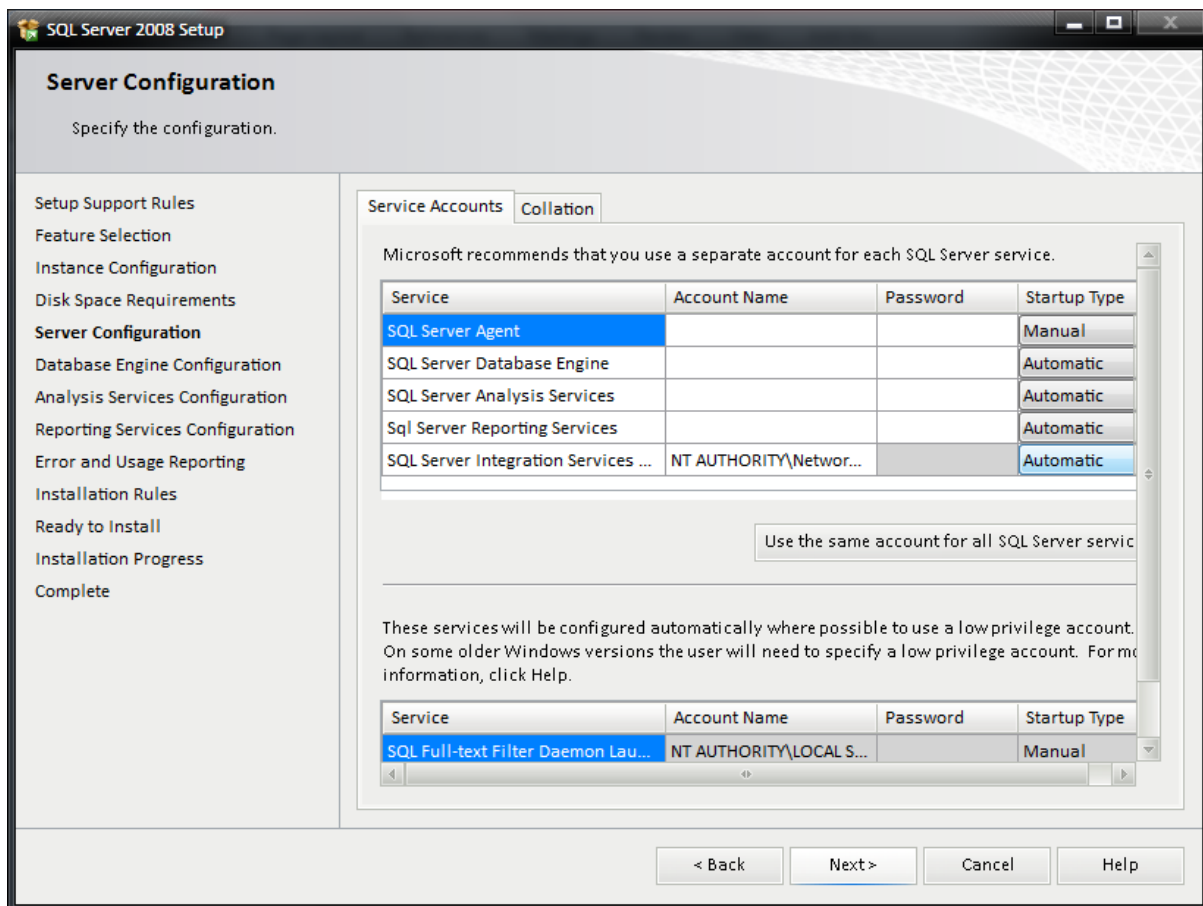 SQL Server 2008 Setup
Server Configuration
Specify the configuration.
Setup Support Rules
Feature Selection
Instance Configuration
Disk Space Requirements
Server Configuration
Database Engine Configuration
Analysis Services Configuration
Reporting Services Configuration
Error and Usage Reporting
Installation Rules
Ready to Install
Installation Progress
Complete
Service Accounts Collation
Microsoft recommends that you use a separate account for each SQL Server service.
Service Account Name Password Startup Type
SQL Server Agent Manual
SQL Server Database Engine Automatic
SQL Server Analysis Services Automatic
Sql Server Reporting Services Automatic
SQL Server Integration Services ... NT AUTHORITY\Networ... Automatic
Use the same account for all SQL Server servic
These services will be configured automatically where possible to use a low privilege account.
On some older Windows versions the user will need to specify a low privilege account. For mo
information, click Help.
Service Account Name Password Startup Type
SQL Full-text Filter Daemon Lau... NT AUTHORITY\LOCAL S... Manual
< Back Next > Cancel Help